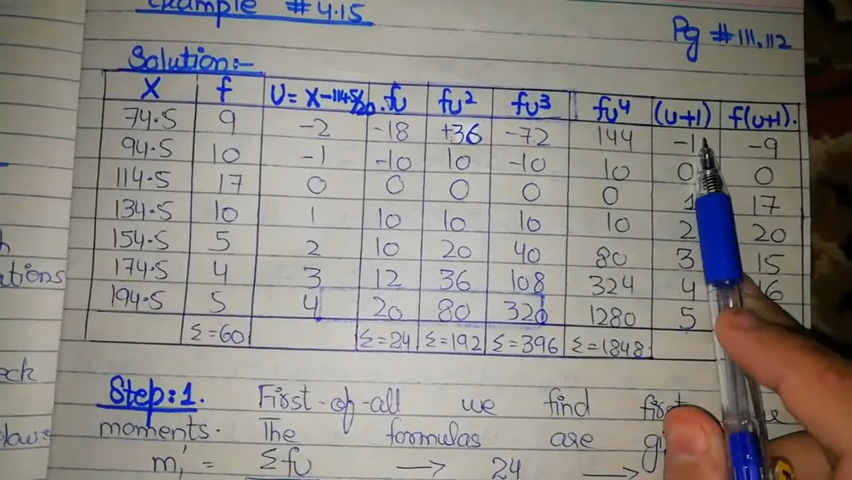 Example #4.15
Pg #111,112
Solution:-
X f U = X-114.5/20 . fu fu² fu³ fu⁴ (u+1) f(u+1).
74.5 9 -2 -18 +36 -72 144 -1 -9
94.5 10 -1 -10 10 -10 10 0 0
114.5 17 0 0 0 0 0 1 17
134.5 10 1 10 10 10 10 2 20
154.5 5 2 10 20 40 80 3 15
174.5 4 3 12 36 108 324 4 16
194.5 5 4 20 80 320 1280 5
Σ=60 Σ=24 Σ=192 Σ=396 Σ=1848
ations
Step:1. First-of-all we find first
moments. The formulas are
m₁' = Σfu → 24 →